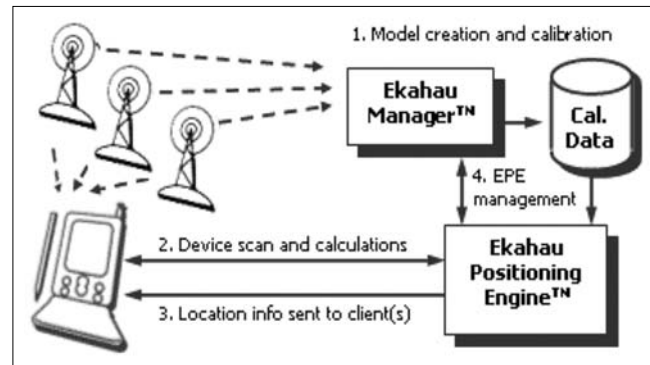 1. Model creation and calibration
Ekahau
Manager™
Cal.
Data
4. EPE
management
2. Device scan and calculations
Ekahau
Positioning
Engine™
3. Location info sent to client(s)